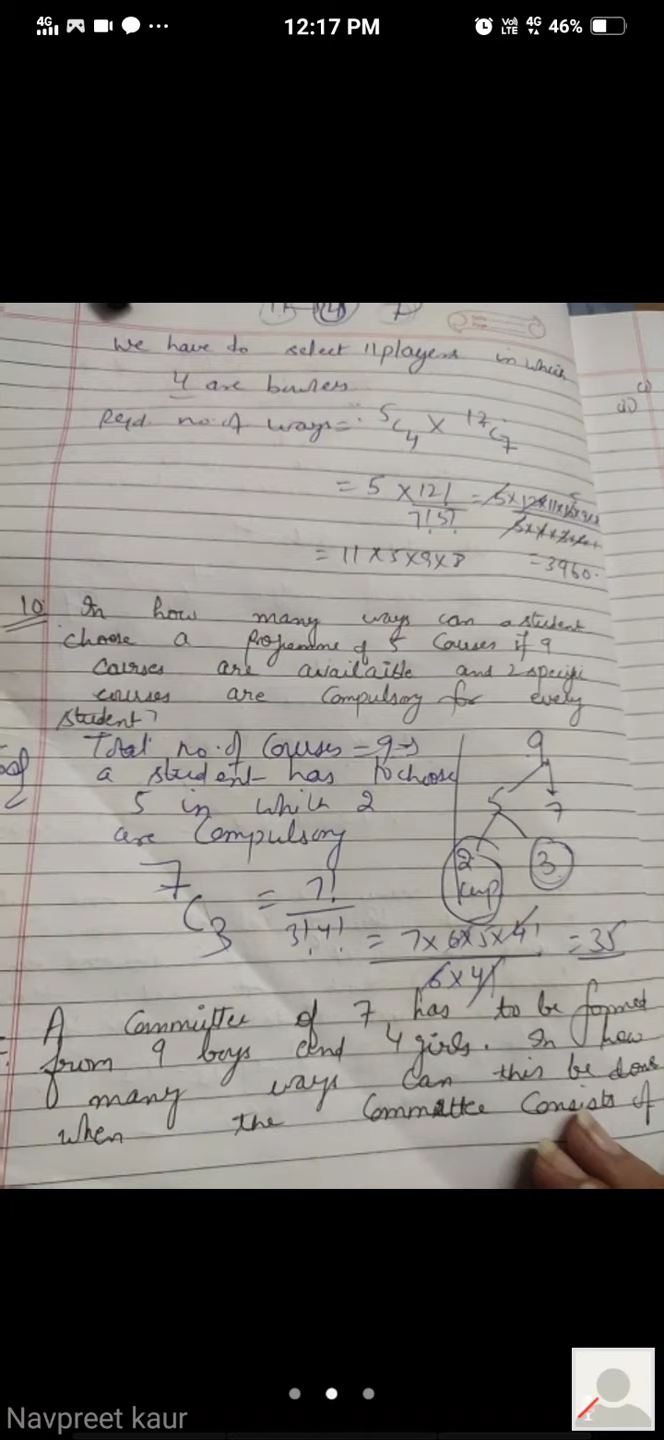 4G
12:17 PM
Vol LTE 4G 46%
We have to select 11 players in which
4 are bowlers
Reqd. no. of ways = ⁵C₄ × ¹²C₇
= 5 × 12! / 7! 5!
= 11 × 5 × 9 × 8 = 3960.
10. In how many ways can a student
choose a Programme of 5 Courses if 9
courses are available and 2 specific
courses are Compulsory for every
student?
Total no. of Courses = 9
a student has to choose
5 in which 2
are Compulsory
9
5 7
2 3
⁷C₃ = 7! / 3! 4! = 7 × 6 × 5 × 4! / 6 × 4! = 35
A Committee of 7 has to be formed
from 9 boys and 4 girls. In how
many ways can this be done
when the Committee Consists of
Navpreet kaur